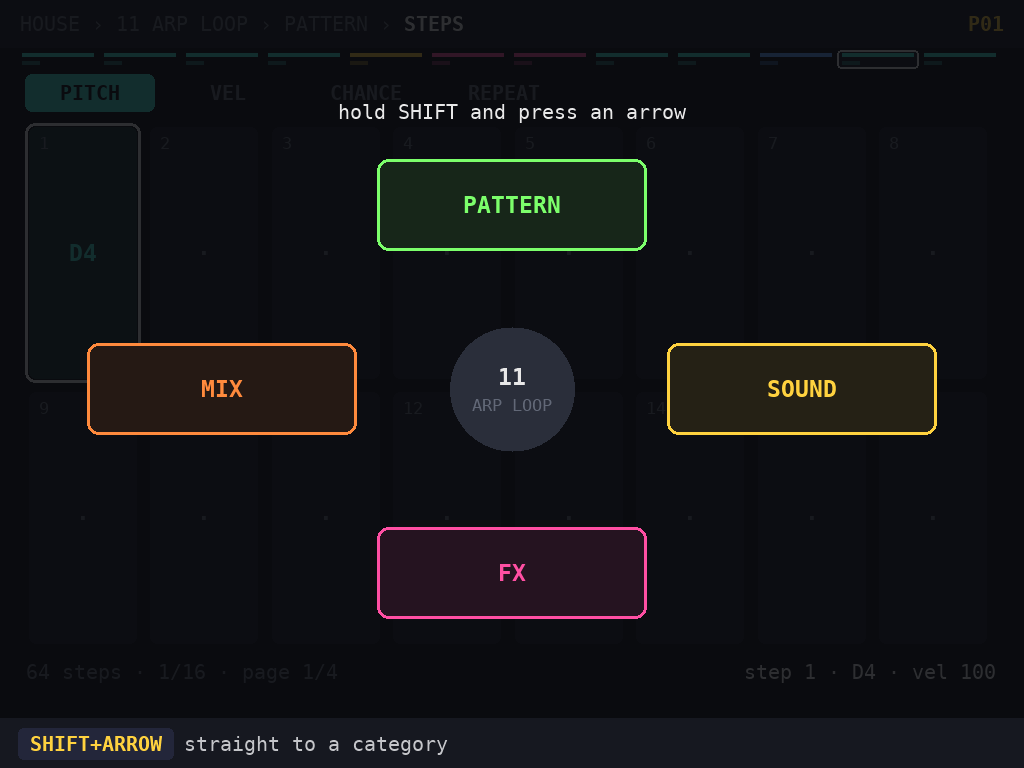 HOUSE › 11 ARP LOOP › PATTERN › STEPS P01
PITCH VEL CHANCE REPEAT
hold SHIFT and press an arrow
1 2 3 4 5 6 7 8
PATTERN
D4
MIX
11
ARP LOOP
SOUND
9 12 14
FX
64 steps · 1/16 · page 1/4
step 1 · D4 · vel 100
SHIFT+ARROW straight to a category